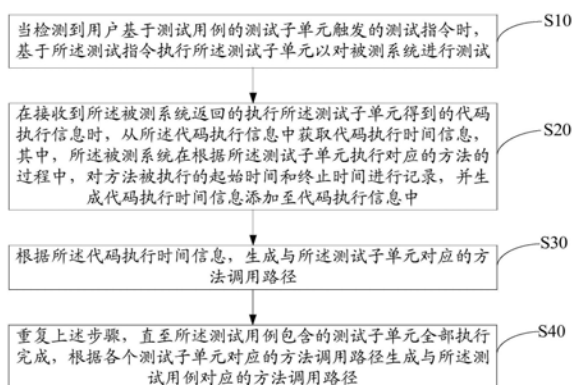 当检测到用户基于测试用例的测试子单元触发的测试指令时，
基于所述测试指令执行所述测试子单元以对被测系统进行测试
S10
在接收到所述被测系统返回的执行所述测试子单元得到的代码
执行信息时，从所述代码执行信息中获取代码执行时间信息，
其中，所述被测系统在根据所述测试子单元执行对应的方法的
过程中，对方法被执行的起始时间和终止时间进行记录，并生
成代码执行时间信息添加至代码执行信息中
S20
根据所述代码执行时间信息，生成与所述测试子单元对应的方
法调用路径
S30
重复上述步骤，直至所述测试用例包含的测试子单元全部执行
完成，根据各个测试子单元对应的方法调用路径生成与所述测
试用例对应的方法调用路径
S40